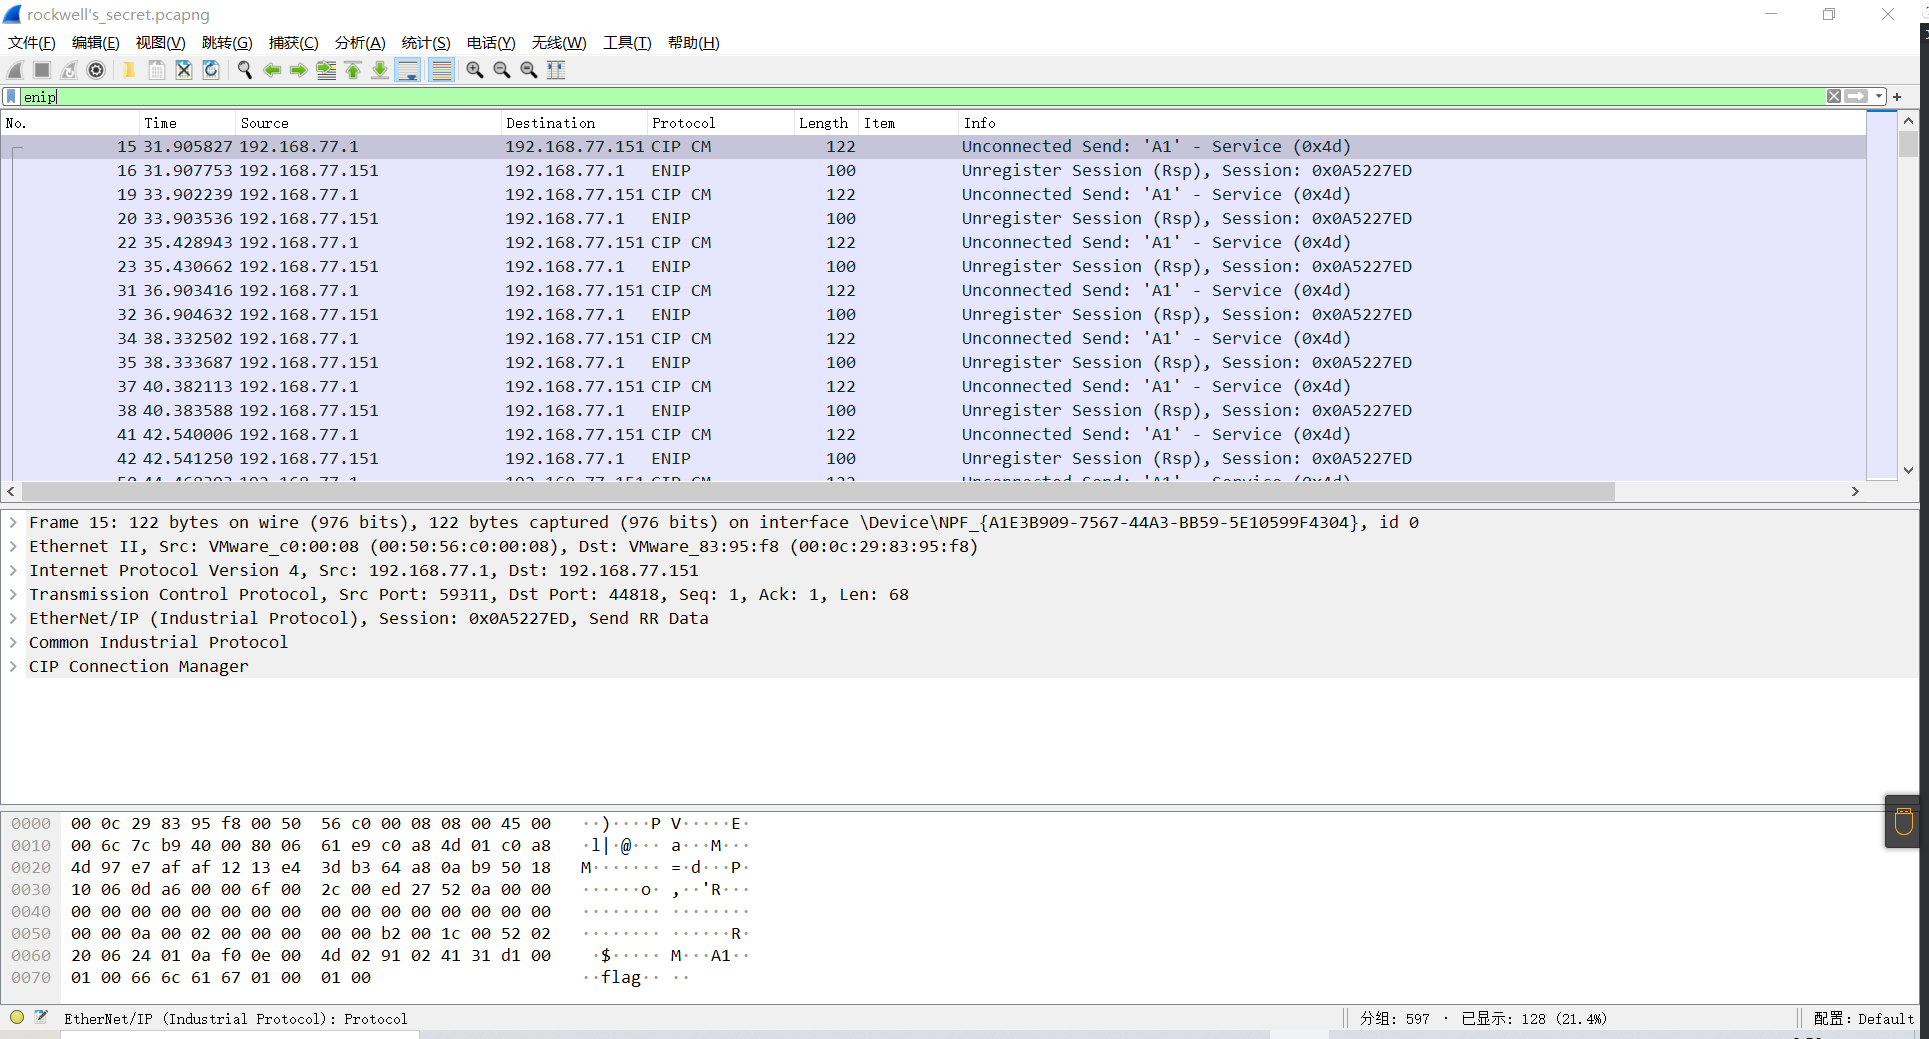 rockwell's_secret.pcapng
文件(F) 编辑(E) 视图(V) 跳转(G) 捕获(C) 分析(A) 统计(S) 电话(Y) 无线(W) 工具(T) 帮助(H)
enip
No. Time Source Destination Protocol Length Item Info
15 31.905827 192.168.77.1 192.168.77.151 CIP CM 122 Unconnected Send: 'A1' - Service (0x4d)
16 31.907753 192.168.77.151 192.168.77.1 ENIP 100 Unregister Session (Rsp), Session: 0x0A5227ED
19 33.902239 192.168.77.1 192.168.77.151 CIP CM 122 Unconnected Send: 'A1' - Service (0x4d)
20 33.903536 192.168.77.151 192.168.77.1 ENIP 100 Unregister Session (Rsp), Session: 0x0A5227ED
22 35.428943 192.168.77.1 192.168.77.151 CIP CM 122 Unconnected Send: 'A1' - Service (0x4d)
23 35.430662 192.168.77.151 192.168.77.1 ENIP 100 Unregister Session (Rsp), Session: 0x0A5227ED
31 36.903416 192.168.77.1 192.168.77.151 CIP CM 122 Unconnected Send: 'A1' - Service (0x4d)
32 36.904632 192.168.77.151 192.168.77.1 ENIP 100 Unregister Session (Rsp), Session: 0x0A5227ED
34 38.332502 192.168.77.1 192.168.77.151 CIP CM 122 Unconnected Send: 'A1' - Service (0x4d)
35 38.333687 192.168.77.151 192.168.77.1 ENIP 100 Unregister Session (Rsp), Session: 0x0A5227ED
37 40.382113 192.168.77.1 192.168.77.151 CIP CM 122 Unconnected Send: 'A1' - Service (0x4d)
38 40.383588 192.168.77.151 192.168.77.1 ENIP 100 Unregister Session (Rsp), Session: 0x0A5227ED
41 42.540006 192.168.77.1 192.168.77.151 CIP CM 122 Unconnected Send: 'A1' - Service (0x4d)
42 42.541250 192.168.77.151 192.168.77.1 ENIP 100 Unregister Session (Rsp), Session: 0x0A5227ED
Frame 15: 122 bytes on wire (976 bits), 122 bytes captured (976 bits) on interface \Device\NPF_{A1E3B909-7567-44A3-BB59-5E10599F4304}, id 0
Ethernet II, Src: VMware_c0:00:08 (00:50:56:c0:00:08), Dst: VMware_83:95:f8 (00:0c:29:83:95:f8)
Internet Protocol Version 4, Src: 192.168.77.1, Dst: 192.168.77.151
Transmission Control Protocol, Src Port: 59311, Dst Port: 44818, Seq: 1, Ack: 1, Len: 68
EtherNet/IP (Industrial Protocol), Session: 0x0A5227ED, Send RR Data
Common Industrial Protocol
CIP Connection Manager
0000 00 0c 29 83 95 f8 00 50 56 c0 00 08 08 00 45 00 ··)····P V·····E·
0010 00 6c 7c b9 40 00 80 06 61 e9 c0 a8 4d 01 c0 a8 ·l|·@··· a···M···
0020 4d 97 e7 af af 12 13 e4 3d b3 64 a8 0a b9 50 18 M······· =·d···P·
0030 10 06 0d a6 00 00 6f 00 2c 00 ed 27 52 0a 00 00 ······o· ,··'R···
0040 00 00 00 00 00 00 00 00 00 00 00 00 00 00 00 00 ········ ········
0050 00 00 0a 00 02 00 00 00 00 00 b2 00 1c 00 52 02 ········ ······R·
0060 20 06 24 01 0a f0 0e 00 4d 02 91 02 41 31 d1 00 ·$····· M···A1··
0070 01 00 66 6c 61 67 01 00 01 00 ··flag·· ··
EtherNet/IP (Industrial Protocol): Protocol 分组: 597 · 已显示: 128 (21.4%) 配置: Default